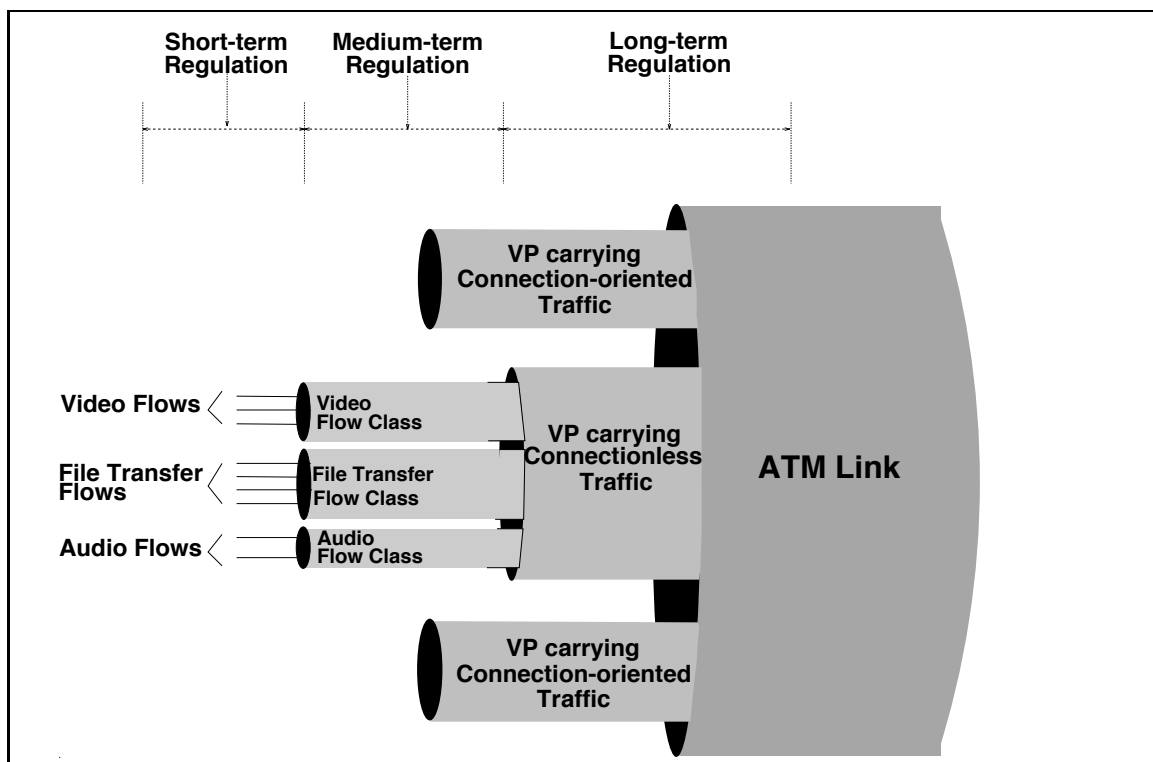 Short-term
Regulation
Medium-term
Regulation
Long-term
Regulation
VP carrying
Connection-oriented
Traffic
Video Flows
Video
Flow Class
File Transfer
Flows
File Transfer
Flow Class
Audio Flows
Audio
Flow Class
VP carrying
Connectionless
Traffic
ATM Link
VP carrying
Connection-oriented
Traffic